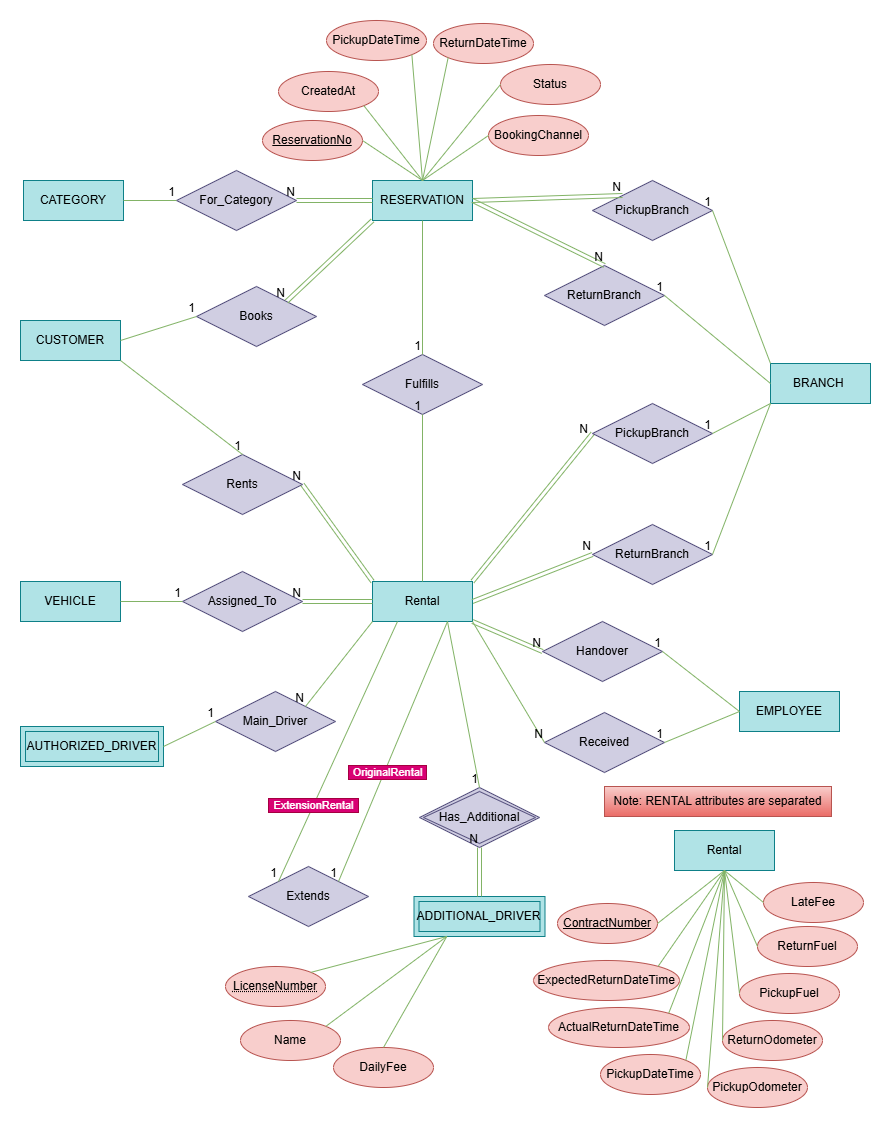 PickupDateTime
ReturnDateTime
CreatedAt
Status
ReservationNo
BookingChannel
CATEGORY
1
For_Category
N
RESERVATION
N
PickupBranch
1
N
ReturnBranch
1
CUSTOMER
1
Books
N
1
Fulfills
1
BRANCH
1
Rents
N
N
PickupBranch
1
N
ReturnBranch
1
VEHICLE
1
Assigned_To
N
Rental
N
Handover
1
EMPLOYEE
N
Received
1
AUTHORIZED_DRIVER
1
Main_Driver
N
OriginalRental
ExtensionRental
1
Has_Additional
N
1
Extends
1
ADDITIONAL_DRIVER
LicenseNumber
Name
DailyFee
Note: RENTAL attributes are separated
Rental
LateFee
ContractNumber
ReturnFuel
ExpectedReturnDateTime
PickupFuel
ActualReturnDateTime
ReturnOdometer
PickupDateTime
PickupOdometer